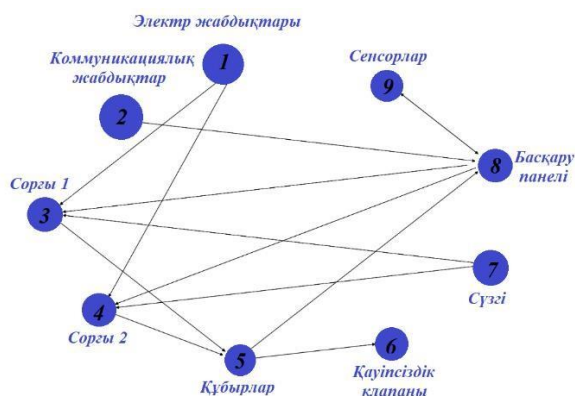 Электр жабдықтары
1
Коммуникациялық
жабдықтар
2
Сенсорлар
9
8
Басқару
панелі
Сорғы 1
3
7
Сүзгі
4
Сорғы 2
5
Құбырлар
6
Қауіпсіздік
клапаны